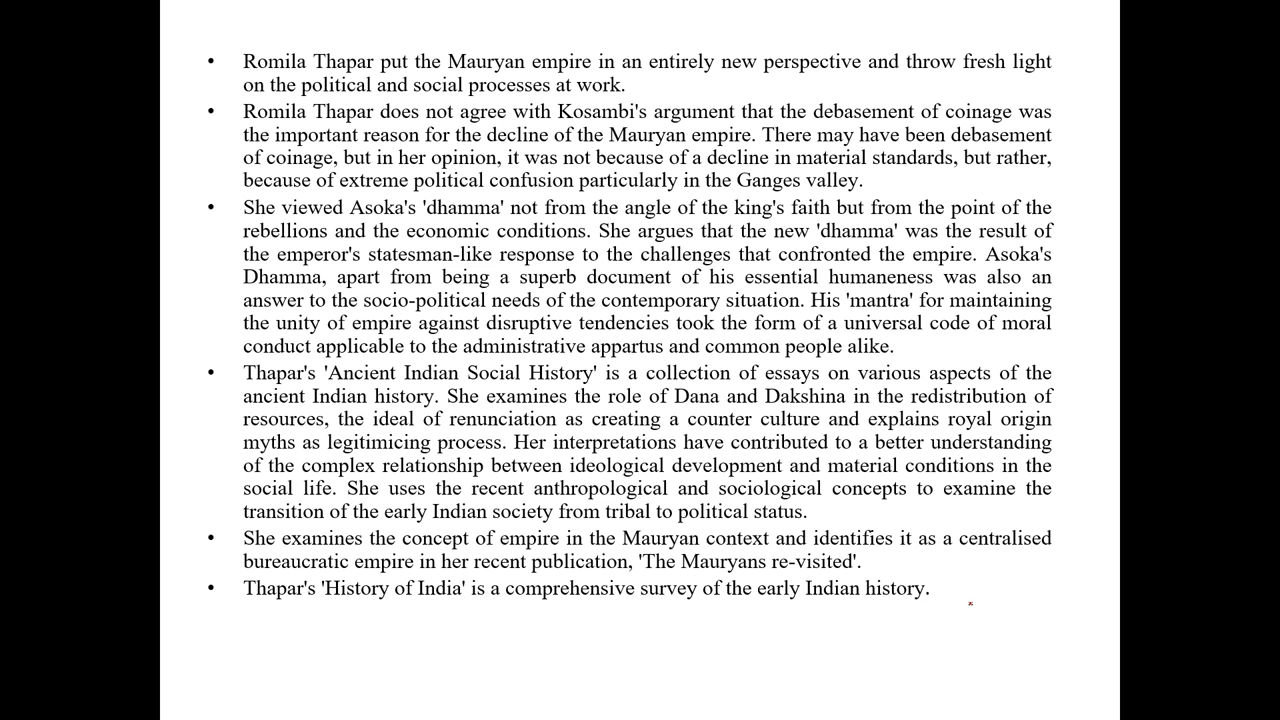 • Romila Thapar put the Mauryan empire in an entirely new perspective and throw fresh light
on the political and social processes at work.
• Romila Thapar does not agree with Kosambi's argument that the debasement of coinage was
the important reason for the decline of the Mauryan empire. There may have been debasement
of coinage, but in her opinion, it was not because of a decline in material standards, but rather,
because of extreme political confusion particularly in the Ganges valley.
• She viewed Asoka's 'dhamma' not from the angle of the king's faith but from the point of the
rebellions and the economic conditions. She argues that the new 'dhamma' was the result of
the emperor's statesman-like response to the challenges that confronted the empire. Asoka's
Dhamma, apart from being a superb document of his essential humaneness was also an
answer to the socio-political needs of the contemporary situation. His 'mantra' for maintaining
the unity of empire against disruptive tendencies took the form of a universal code of moral
conduct applicable to the administrative appartus and common people alike.
• Thapar's 'Ancient Indian Social History' is a collection of essays on various aspects of the
ancient Indian history. She examines the role of Dana and Dakshina in the redistribution of
resources, the ideal of renunciation as creating a counter culture and explains royal origin
myths as legitimicing process. Her interpretations have contributed to a better understanding
of the complex relationship between ideological development and material conditions in the
social life. She uses the recent anthropological and sociological concepts to examine the
transition of the early Indian society from tribal to political status.
• She examines the concept of empire in the Mauryan context and identifies it as a centralised
bureaucratic empire in her recent publication, 'The Mauryans re-visited'.
• Thapar's 'History of India' is a comprehensive survey of the early Indian history.